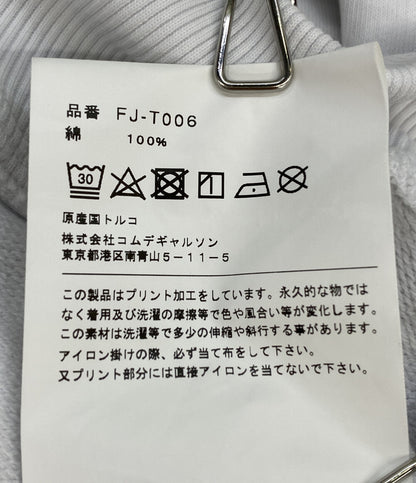 品番 FJ-T006
綿 100%
30
原産国トルコ
株式会社コムデギャルソン
東京都港区南青山5-11-5
この製品はプリント加工をしています。永久的な物では
なく着用及び洗濯の摩擦等で色や風合い等が変化します。
この素材は洗濯等で多少の伸縮や斜行する事があります。
アイロン掛けの際、必ず当て布をして下さい。
又プリント部分には直接アイロンを当てないで下さい。